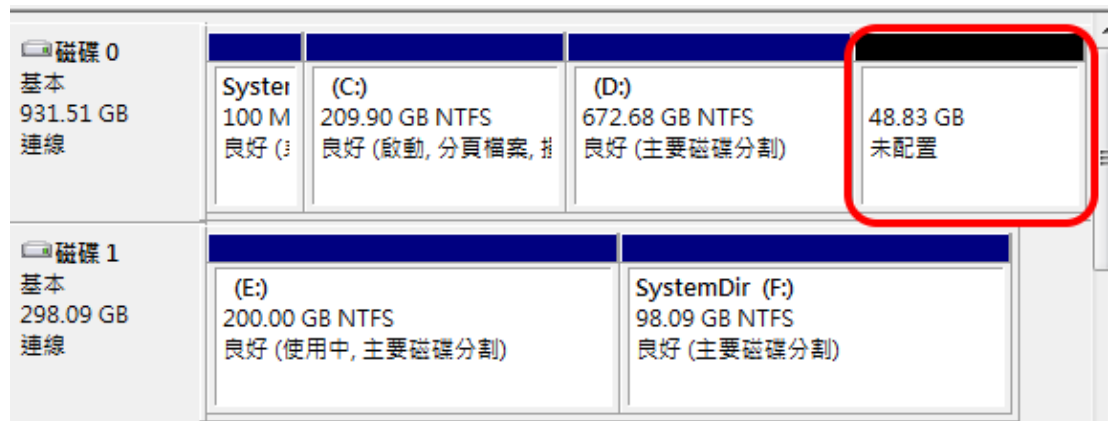 磁碟 0
基本
931.51 GB
連線
System
100 M
良好 (
(C:)
209.90 GB NTFS
良好 (啟動, 分頁檔案,
(D:)
672.68 GB NTFS
良好 (主要磁碟分割)
48.83 GB
未配置
磁碟 1
基本
298.09 GB
連線
(E:)
200.00 GB NTFS
良好 (使用中, 主要磁碟分割)
SystemDir (F:)
98.09 GB NTFS
良好 (主要磁碟分割)